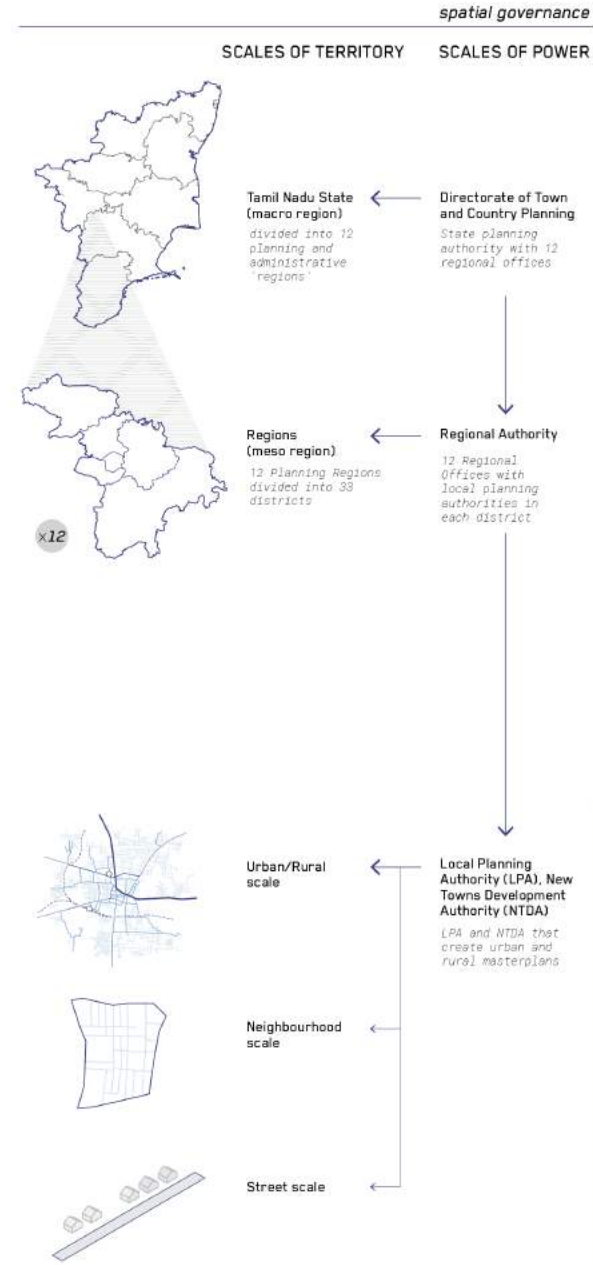 spatial governance
SCALES OF TERRITORY
SCALES OF POWER
Tamil Nadu State
(macro region)
divided into 12
planning and
administrative
'regions'
Directorate of Town
and Country Planning
State planning
authority with 12
regional offices
Regions
(meso region)
12 Planning Regions
divided into 33
districts
Regional Authority
12 Regional
Offices with
local planning
authorities in
each district
x12
Urban/Rural
scale
Local Planning
Authority (LPA), New
Towns Development
Authority (NTDA)
LPA and NTDA that
create urban and
rural masterplans
Neighbourhood
scale
Street scale